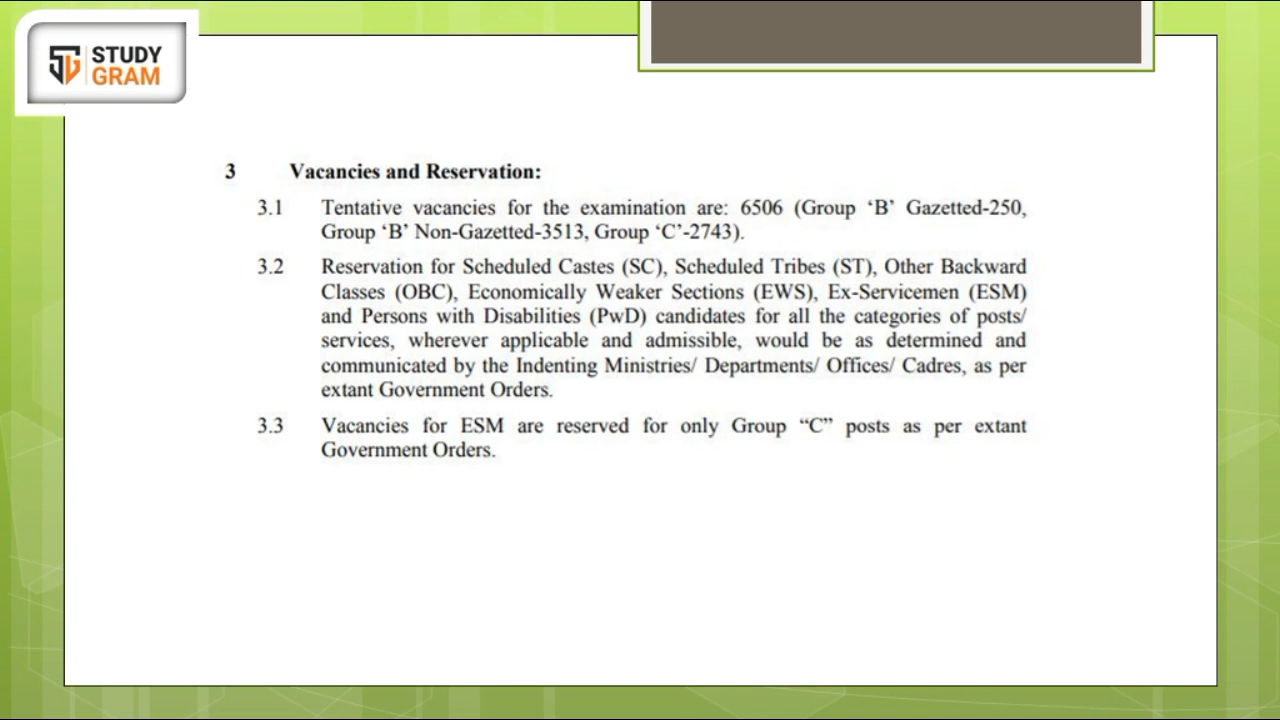 STUDY
GRAM
3 Vacancies and Reservation:
3.1 Tentative vacancies for the examination are: 6506 (Group ‘B’ Gazetted-250,
Group ‘B’ Non-Gazetted-3513, Group ‘C’-2743).
3.2 Reservation for Scheduled Castes (SC), Scheduled Tribes (ST), Other Backward
Classes (OBC), Economically Weaker Sections (EWS), Ex-Servicemen (ESM)
and Persons with Disabilities (PwD) candidates for all the categories of posts/
services, wherever applicable and admissible, would be as determined and
communicated by the Indenting Ministries/ Departments/ Offices/ Cadres, as per
extant Government Orders.
3.3 Vacancies for ESM are reserved for only Group “C” posts as per extant
Government Orders.